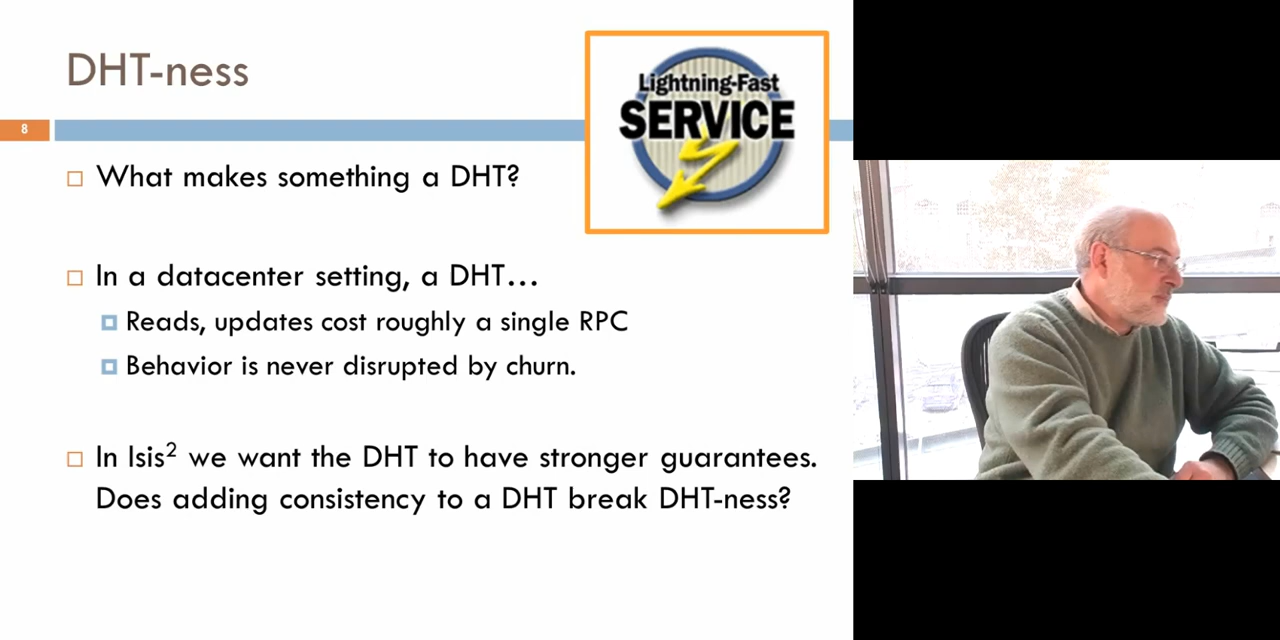 DHT-ness
Lightning-Fast
SERVICE
8
What makes something a DHT?
In a datacenter setting, a DHT…
Reads, updates cost roughly a single RPC
Behavior is never disrupted by churn.
In Isis² we want the DHT to have stronger guarantees.
Does adding consistency to a DHT break DHT-ness?